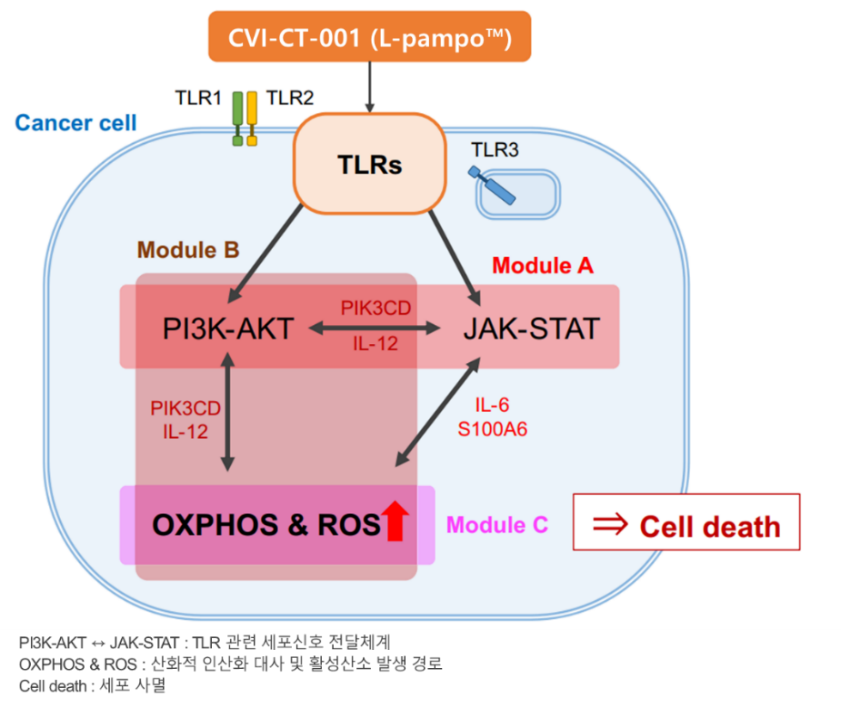 CVI-CT-001 (L-pampo™)
TLR1
TLR2
Cancer cell
TLRs
TLR3
Module B
Module A
PI3K-AKT
PIK3CD
IL-12
JAK-STAT
PIK3CD
IL-12
IL-6
S100A6
OXPHOS & ROS
Module C
⇒ Cell death
PI3K-AKT ↔ JAK-STAT : TLR 관련 세포신호 전달체계
OXPHOS & ROS : 산화적 인산화 대사 및 활성산소 발생 경로
Cell death : 세포 사멸